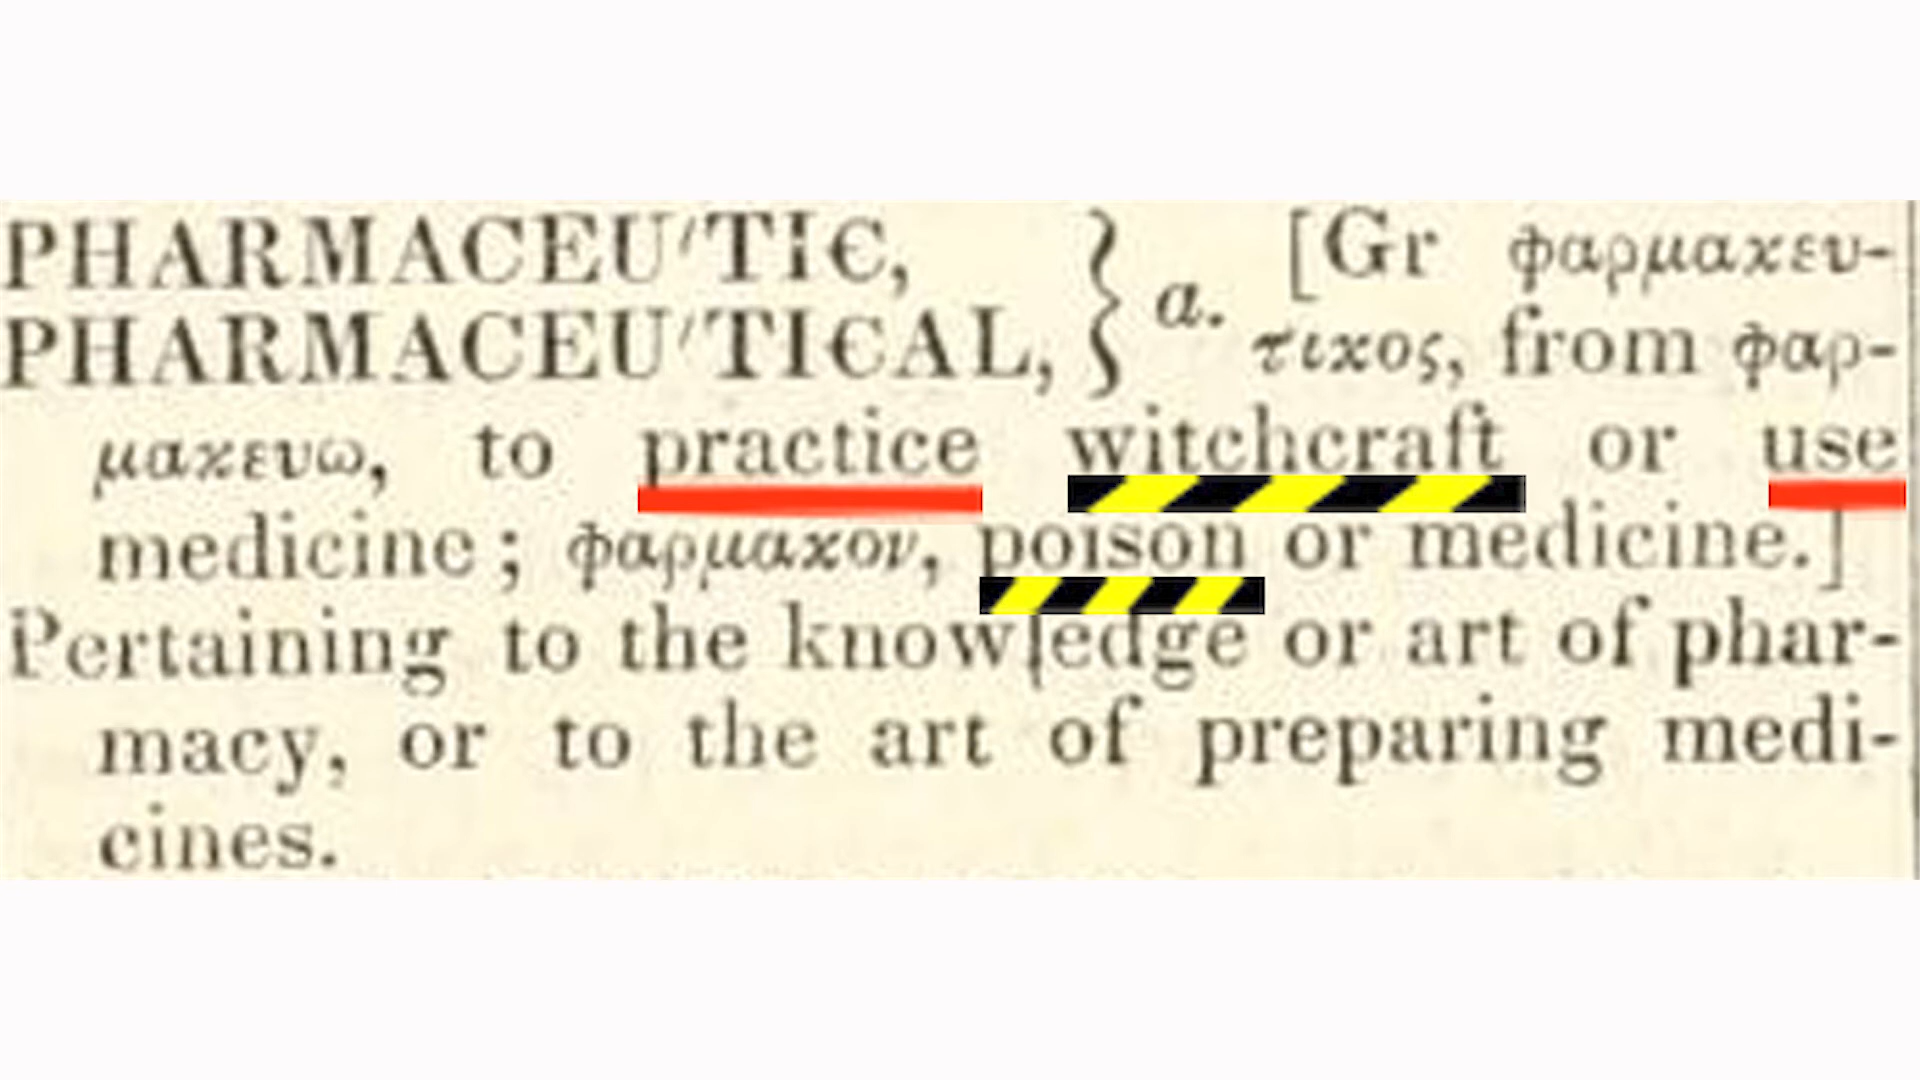 PHARMACEU'TIC, } a. [Gr φαρμακευ-
PHARMACEU'TICAL, } τικος, from φαρ-
μακευω, to practice witchcraft or use
medicine; φαρμακον, poison or medicine.]
Pertaining to the knowledge or art of phar-
macy, or to the art of preparing medi-
cines.